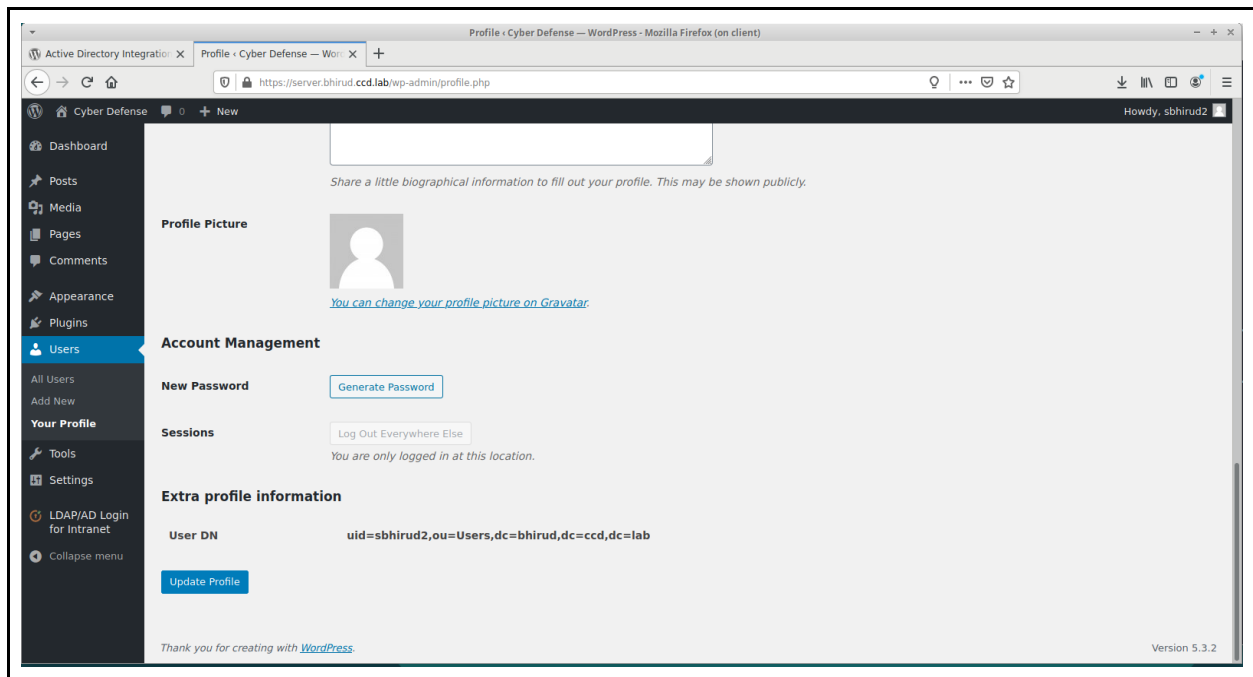 Profile ‹ Cyber Defense — WordPress - Mozilla Firefox (on client)
Active Directory Integration
Profile ‹ Cyber Defense — Wor
https://server.bhirud.ccd.lab/wp-admin/profile.php
Cyber Defense 0 New Howdy, sbhirud2
Dashboard
Posts
Media
Pages
Comments
Appearance
Plugins
Users
All Users
Add New
Your Profile
Tools
Settings
LDAP/AD Login
for Intranet
Collapse menu
Share a little biographical information to fill out your profile. This may be shown publicly.
Profile Picture
You can change your profile picture on Gravatar.
Account Management
New Password Generate Password
Sessions Log Out Everywhere Else
You are only logged in at this location.
Extra profile information
User DN uid=sbhirud2,ou=Users,dc=bhirud,dc=ccd,dc=lab
Update Profile
Thank you for creating with WordPress. Version 5.3.2